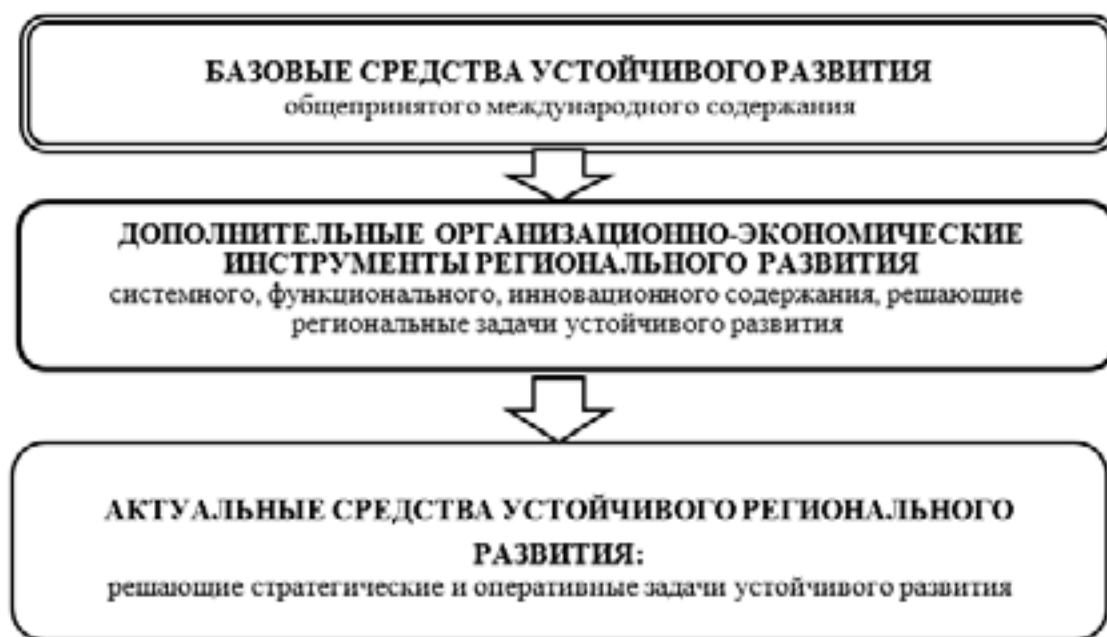 БАЗОВЫЕ СРЕДСТВА УСТОЙЧИВОГО РАЗВИТИЯ
общепринятого международного содержания
ДОПОЛНИТЕЛЬНЫЕ ОРГАНИЗАЦИОННО-ЭКОНОМИЧЕСКИЕ
ИНСТРУМЕНТЫ РЕГИОНАЛЬНОГО РАЗВИТИЯ
системного, функционального, инновационного содержания, решающие
региональные задачи устойчивого развития
АКТУАЛЬНЫЕ СРЕДСТВА УСТОЙЧИВОГО РЕГИОНАЛЬНОГО
РАЗВИТИЯ:
решающие стратегические и оперативные задачи устойчивого развития